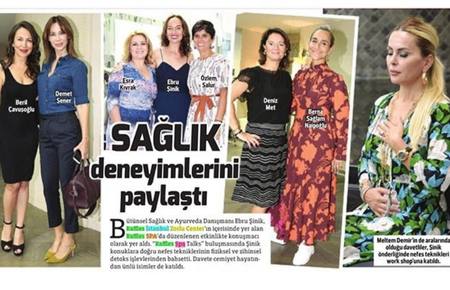 Beril
Çavuşoğlu
Demet
Şener
Esra
Kıvrak
Ebru
Şinik
Özlem
Salur
Deniz
Met
Berna
Sağlam
Naipoğlu
SAĞLIK
deneyimlerini
paylaştı
Bütünsel Sağlık ve Ayurveda Danışmanı Ebru Şinik,
Raffles İstanbul Zorlu Center'ın içerisinde yer alan
Raffles SPA'da düzenlenen etkinlikte konuşmacı
olarak yer aldı. "Raffles Spa Talks" buluşmasında Şinik
konuklara doğru nefes tekniklerinin fiziksel ve zihinsel
detoks işlevlerinden bahsetti. Davete cemiyet hayatın-
dan ünlü isimler de katıldı.
Meltem Demir'in de aralarında
olduğu davetliler, Şinik
önderliğinde nefes teknikleri
work shop'una katıldı.